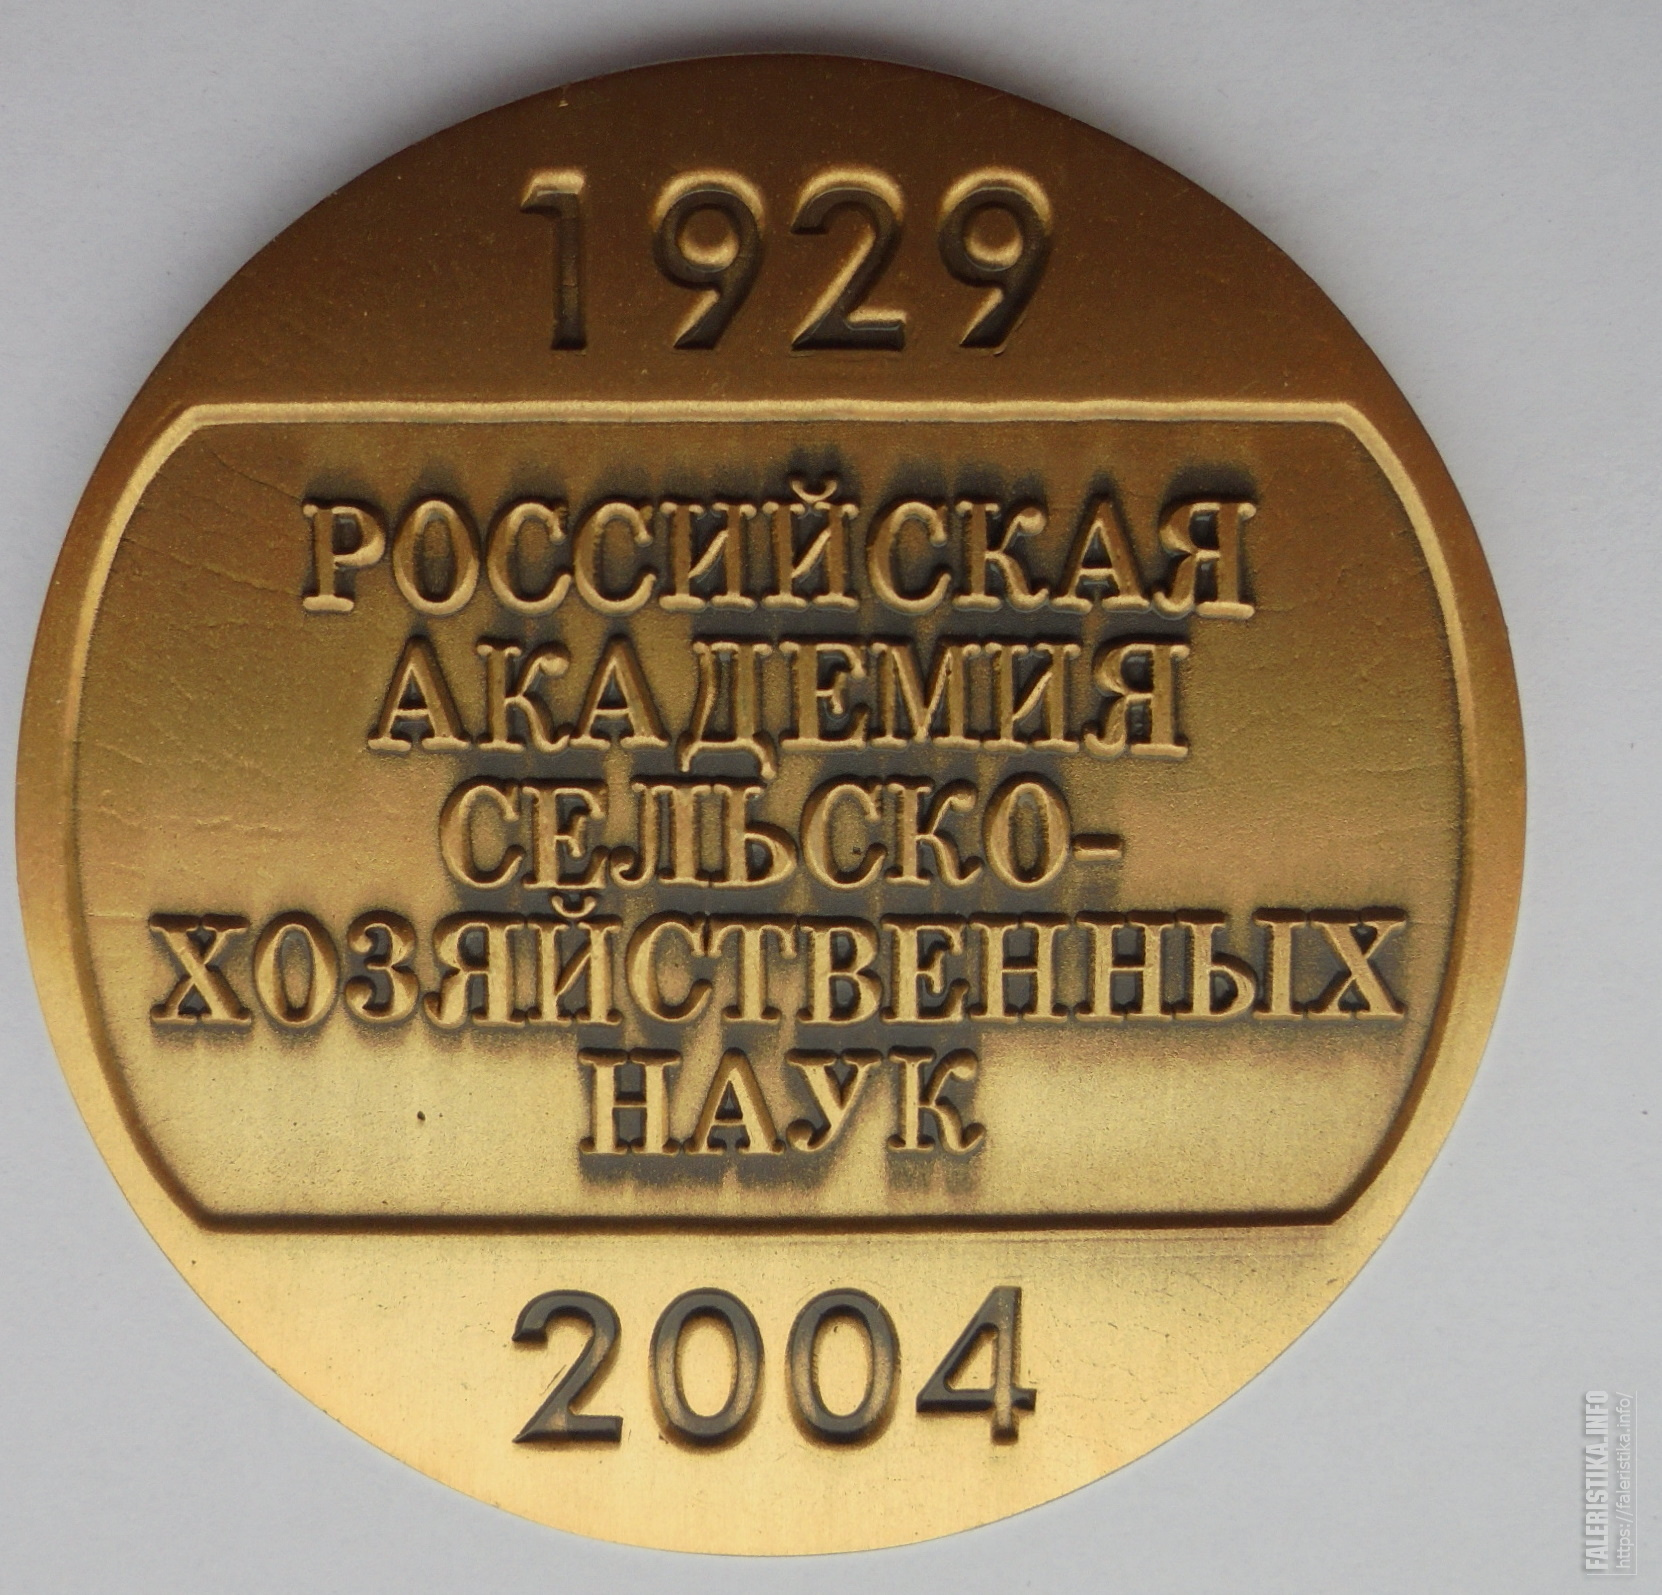 1929
РОССИЙСКАЯ
АКАДЕМИЯ
СЕЛЬСКО-
ХОЗЯЙСТВЕННЫХ
НАУК
2004
FALERISTIKA.INFO
https://faleristika.info/